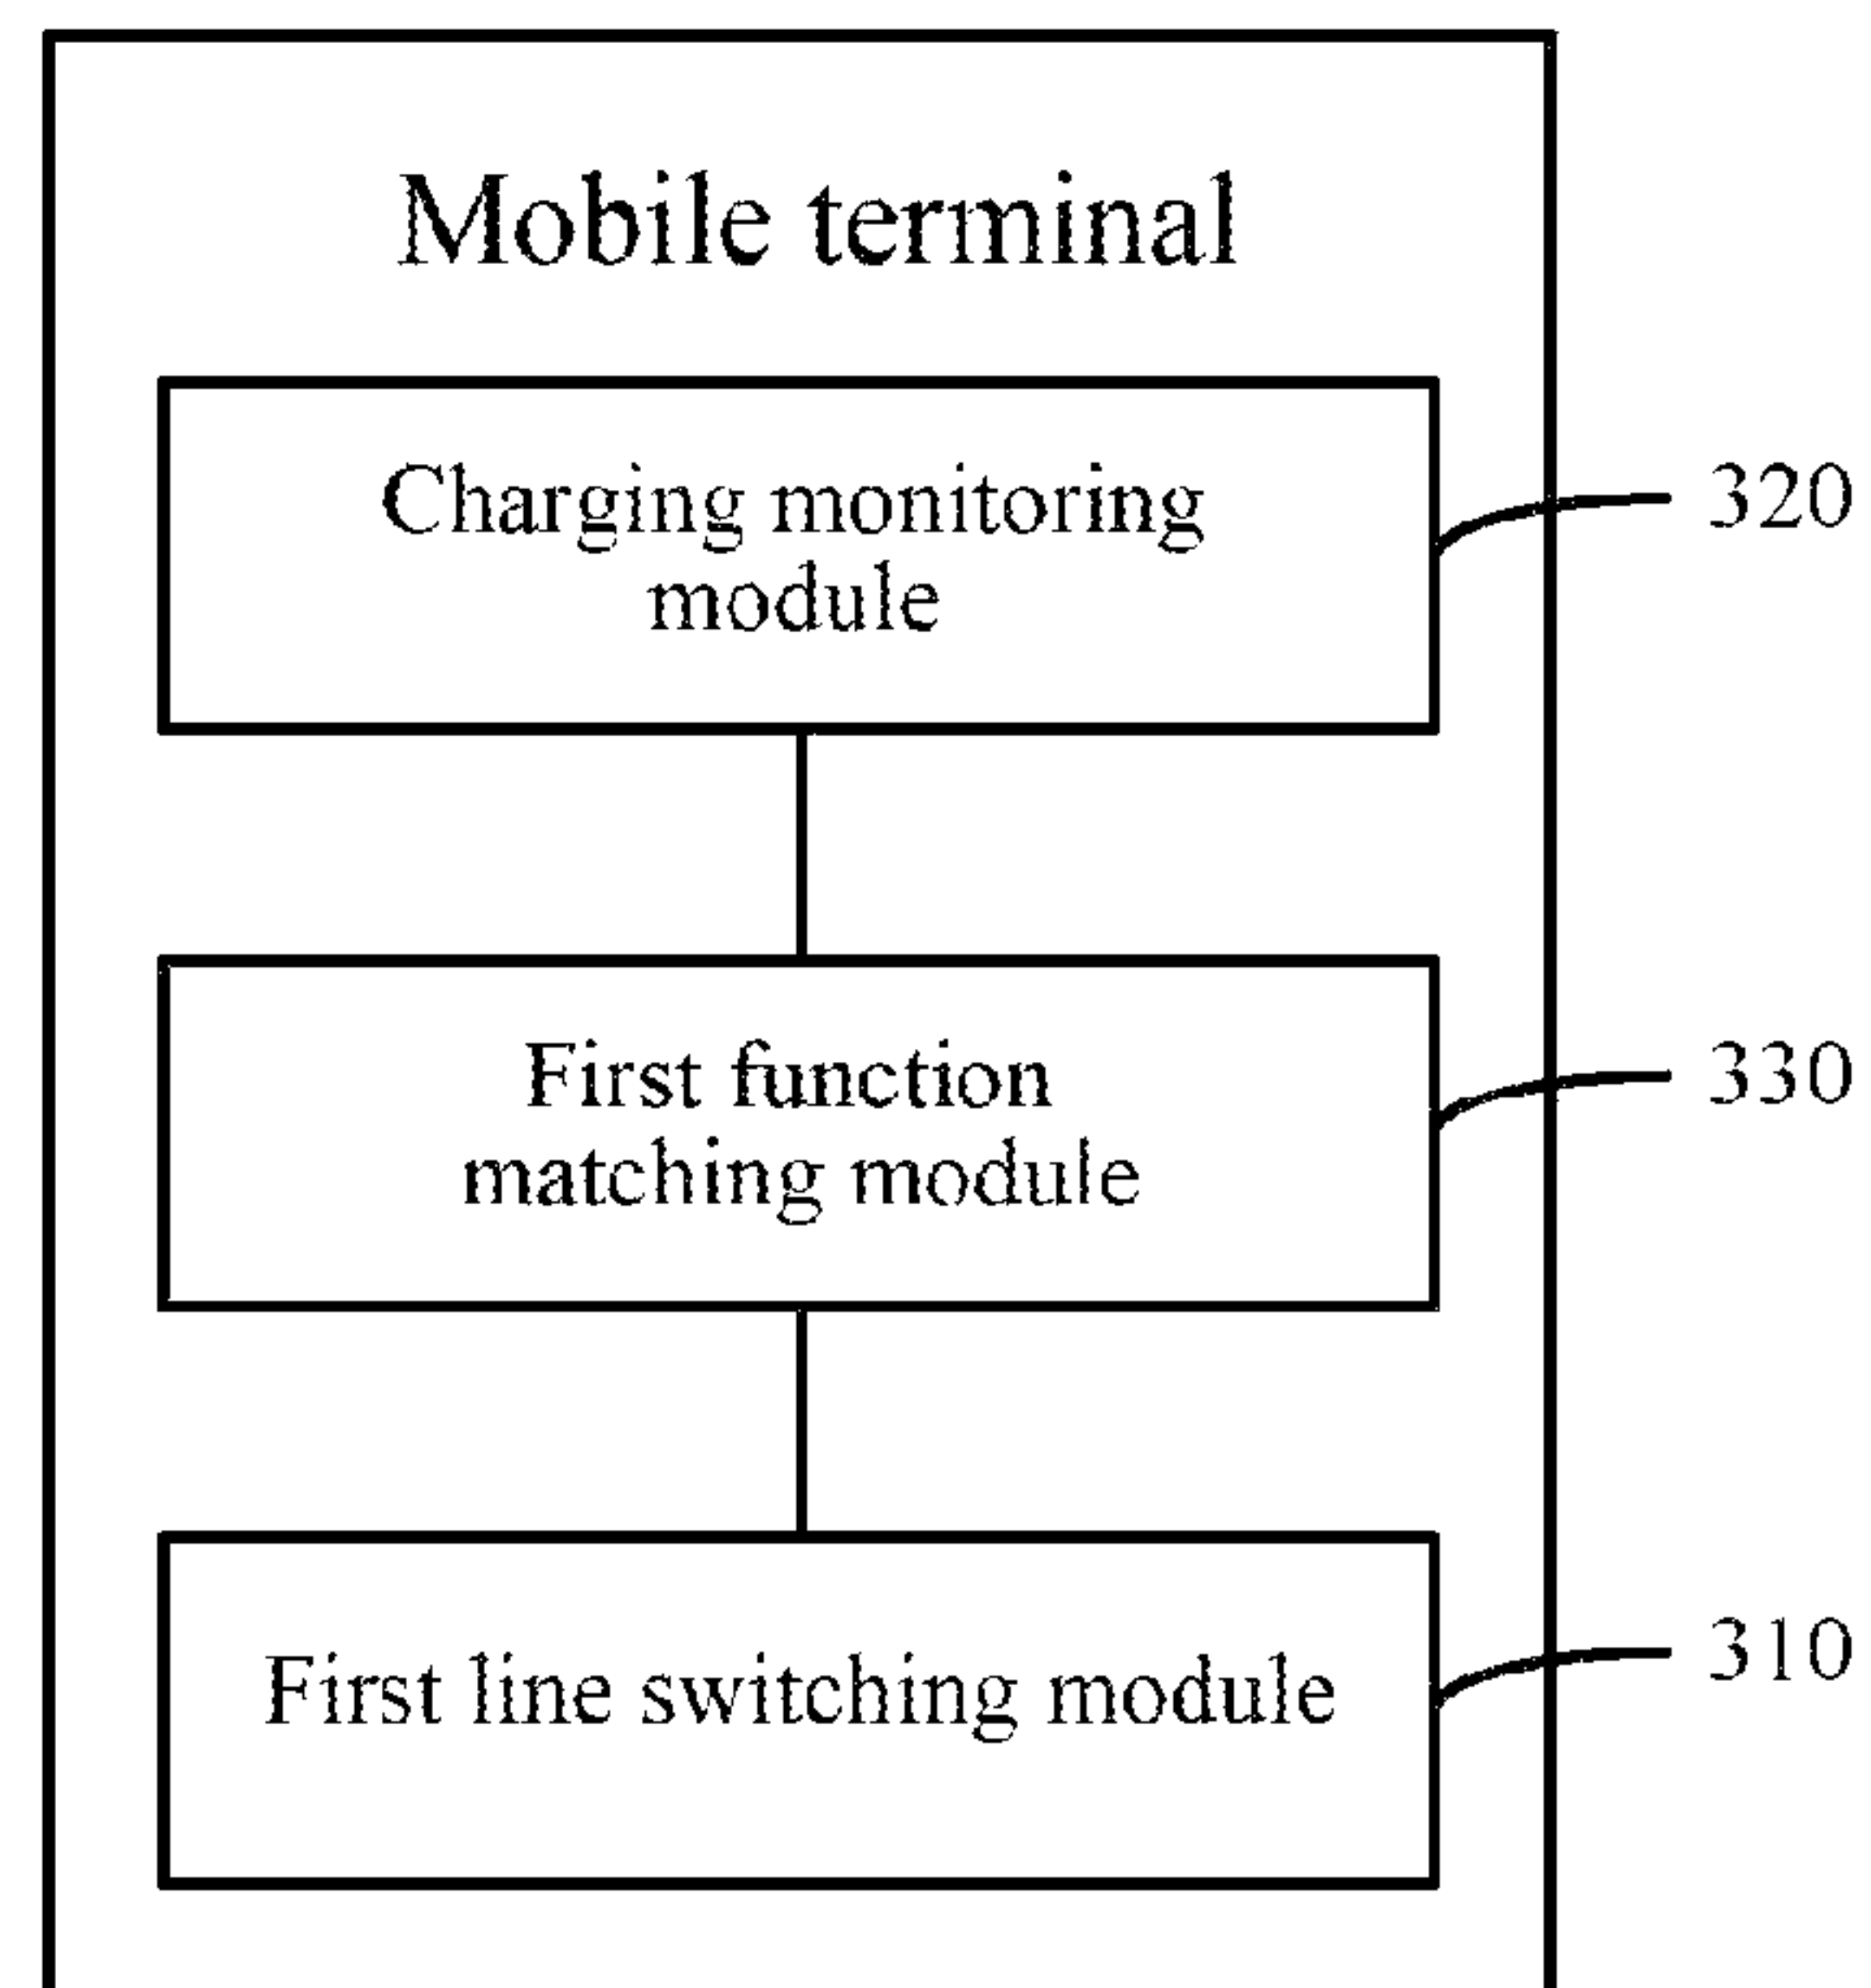 Mobile terminal
Charging monitoring
module
320
First function
matching module
330
First line switching module
310